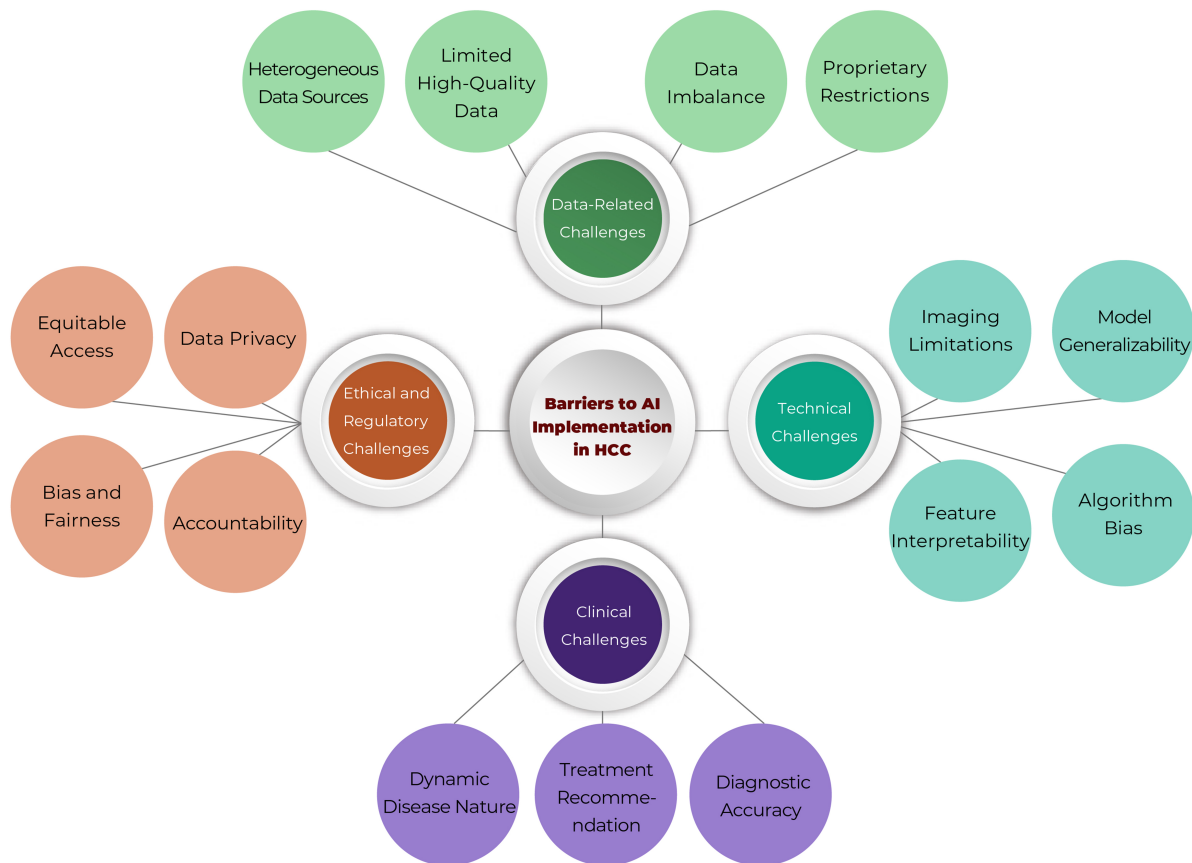 Heterogeneous
Data Sources
Limited
High-Quality
Data
Data
Imbalance
Proprietary
Restrictions
Data-Related
Challenges
Equitable
Access
Data Privacy
Bias and
Fairness
Accountability
Ethical and
Regulatory
Challenges
Barriers to AI
Implementation
in HCC
Technical
Challenges
Imaging
Limitations
Model
Generalizability
Feature
Interpretability
Algorithm
Bias
Clinical
Challenges
Dynamic
Disease Nature
Treatment
Recomme-
ndation
Diagnostic
Accuracy